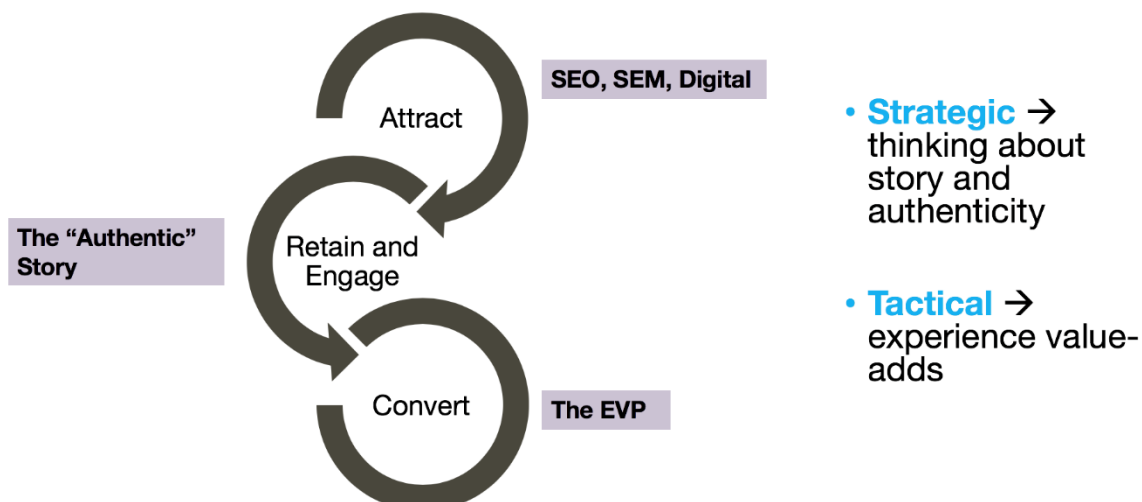 Attract
SEO, SEM, Digital
The “Authentic”
Story
Retain and
Engage
Convert
The EVP
• Strategic →
thinking about
story and
authenticity
• Tactical →
experience value-
adds